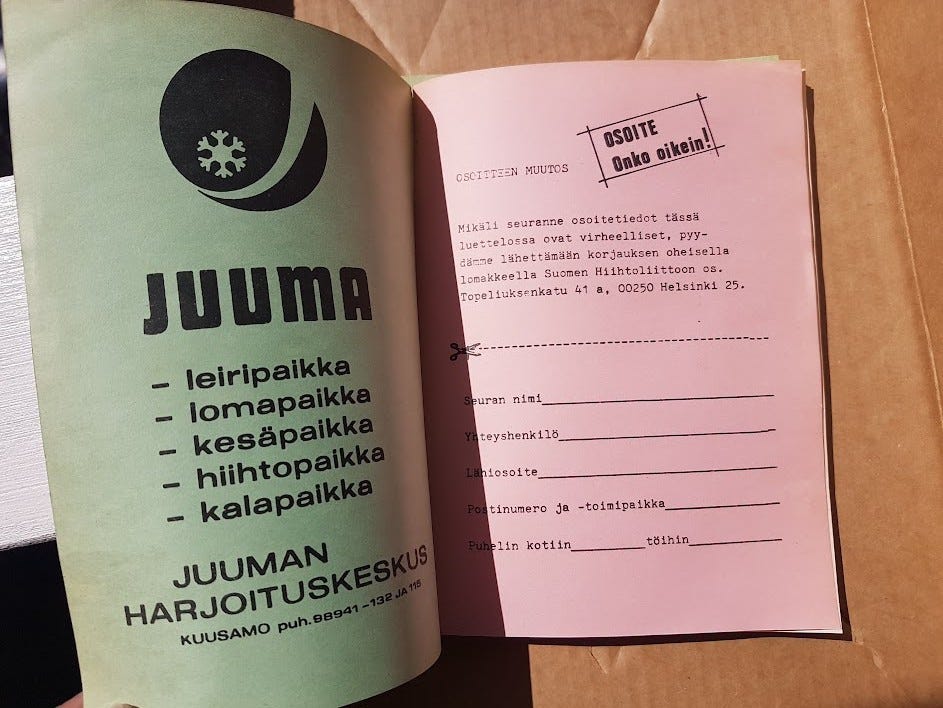 JUUMA
- leiripaikka
- lomapaikka
- kesäpaikka
- hiihtopaikka
- kalapaikka
JUUMAN
HARJOITUSKESKUS
KUUSAMO puh. 98941-132 JA 115
OSOITE
Onko oikein!
OSOITTEEN MUUTOS
Mikäli seuranne osoitetiedot tässä
luettelossa ovat virheelliset, pyy-
dämme lähettämään korjauksen oheisella
lomakkeella Suomen Hiihtoliittoon os.
Topeliuksenkatu 41 a, 00250 Helsinki 25.
Seuran nimi
Yhteyshenkilö
Lähiosoite
Postinumero ja -toimipaikka
Puhelin kotiin töihin